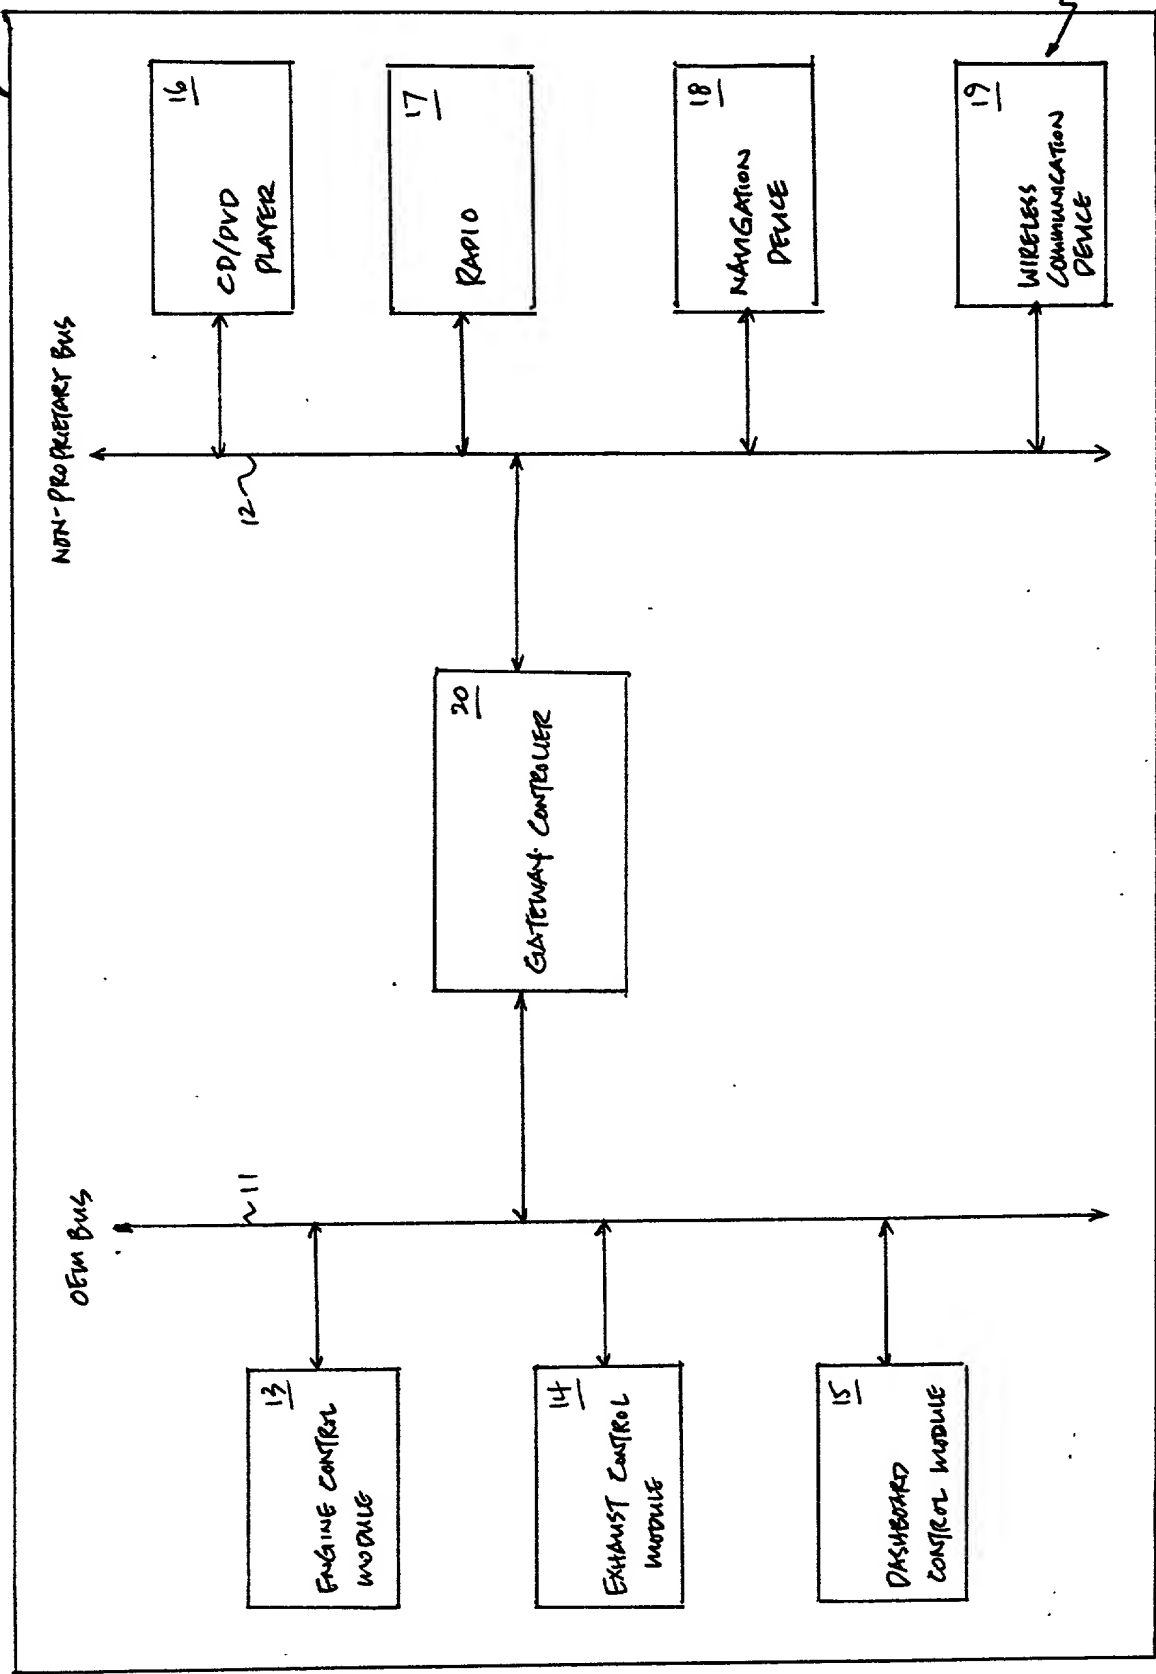 OEM BUS
11
13
ENGINE CONTROL
MODULE
14
EXHAUST CONTROL
MODULE
15
DASHBOARD
CONTROL MODULE
20
GATEWAY CONTROLLER
NON-PROPRIETARY BUS
12
16
CD/DVD
PLAYER
17
RADIO
18
NAVIGATION
DEVICE
19
WIRELESS
COMMUNICATION
DEVICE